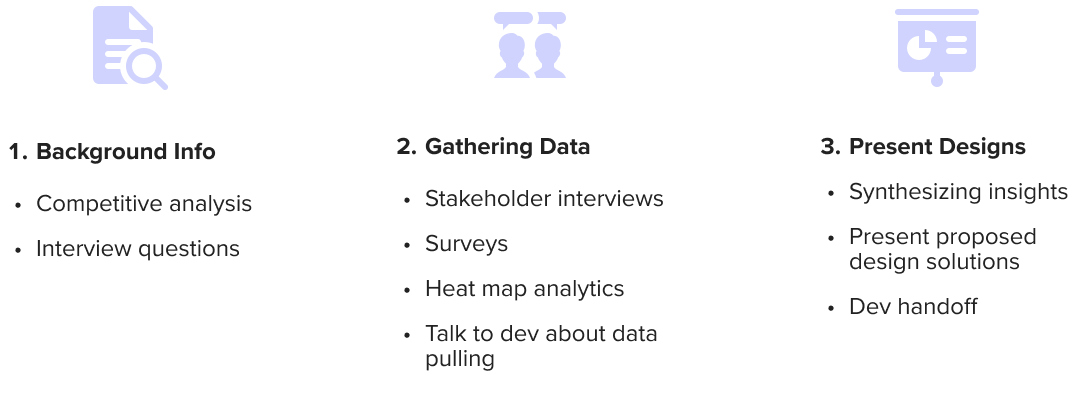 1. Background Info
• Competitive analysis
• Interview questions
2. Gathering Data
• Stakeholder interviews
• Surveys
• Heat map analytics
• Talk to dev about data
pulling
3. Present Designs
• Synthesizing insights
• Present proposed
design solutions
• Dev handoff